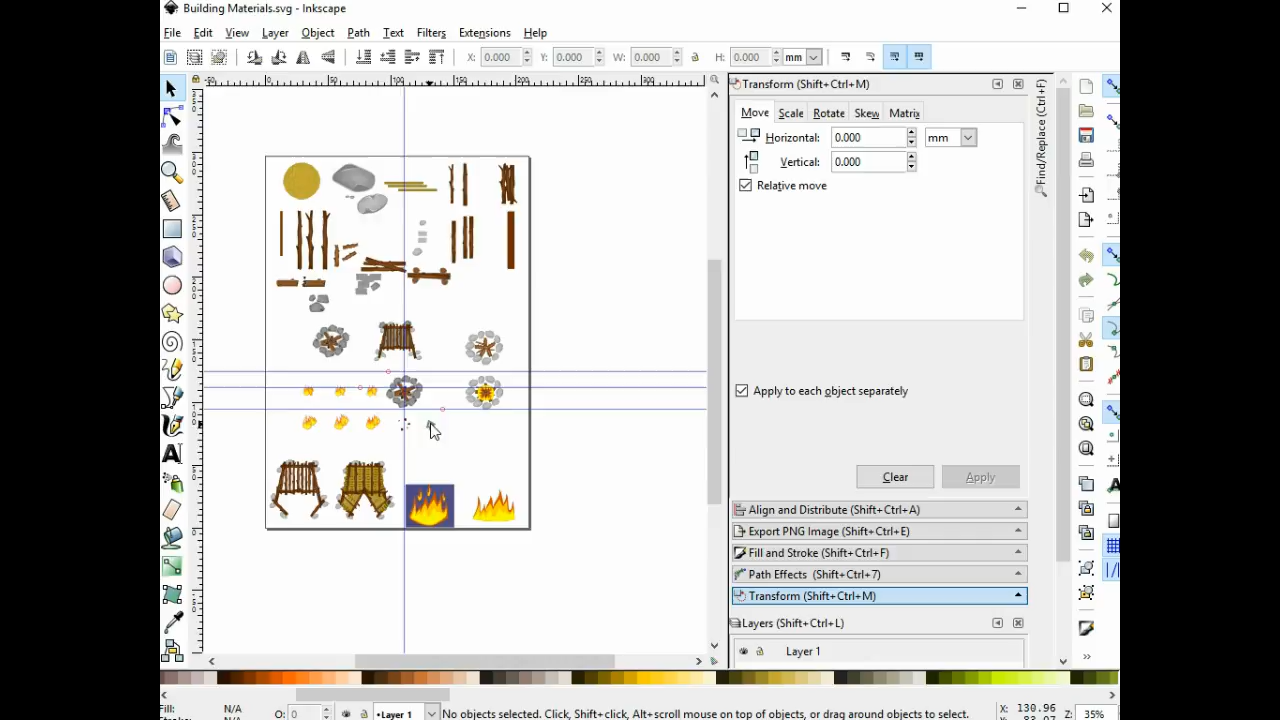 Building Materials.svg - Inkscape
File Edit View Layer Object Path Text Filters Extensions Help
X: 0.000 Y: 0.000 W: 0.000 H: 0.000 mm
Transform (Shift+Ctrl+M)
Move Scale Rotate Skew Matrix
Horizontal: 0.000 mm
Vertical: 0.000
Relative move
Find/Replace (Ctrl+F)
Apply to each object separately
Clear Apply
Align and Distribute (Shift+Ctrl+A)
Export PNG Image (Shift+Ctrl+E)
Fill and Stroke (Shift+Ctrl+F)
Path Effects (Shift+Ctrl+7)
Transform (Shift+Ctrl+M)
Layers (Shift+Ctrl+L)
Layer 1
Fill: N/A O: 0 Layer 1 No objects selected. Click, Shift+click, Alt+scroll mouse on top of objects, or drag around objects to select. X: 130.96 Z: 35%